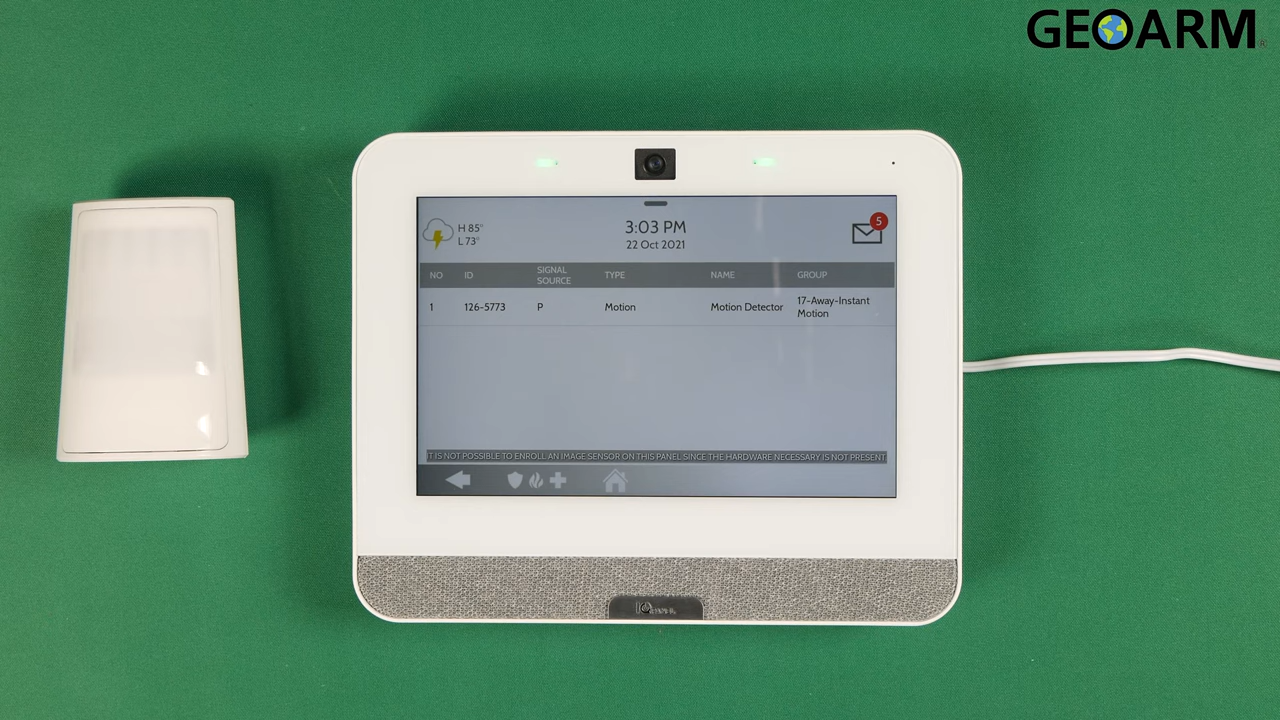 GEOARM
H 85°
L 73°
3:03 PM
22 Oct 2021
5
NO ID SIGNAL SOURCE TYPE NAME GROUP
1 126-5773 P Motion Motion Detector 17-Away-Instant Motion
IT IS NOT POSSIBLE TO ENROLL AN IMAGE SENSOR ON THIS PANEL SINCE THE HARDWARE NECESSARY IS NOT PRESENT
IQ